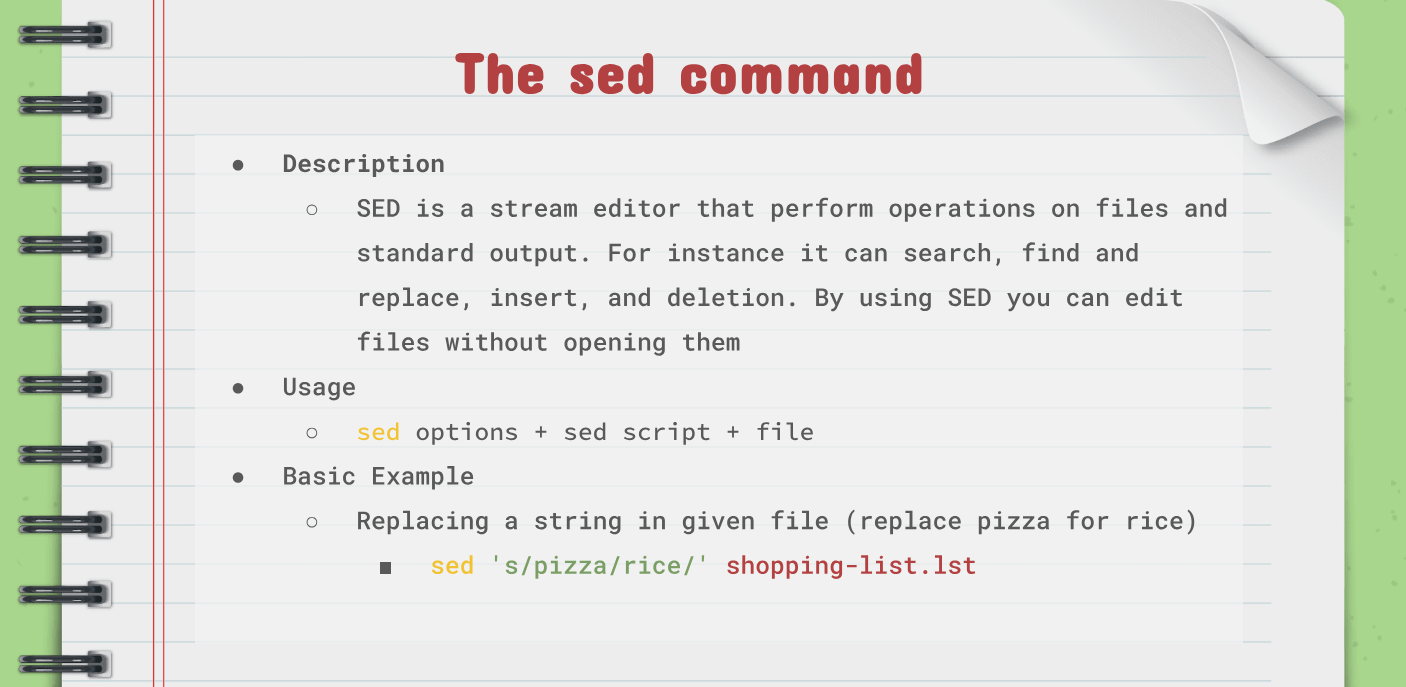 The sed command
● Description
○ SED is a stream editor that perform operations on files and
standard output. For instance it can search, find and
replace, insert, and deletion. By using SED you can edit
files without opening them
● Usage
○ sed options + sed script + file
● Basic Example
○ Replacing a string in given file (replace pizza for rice)
■ sed 's/pizza/rice/' shopping-list.lst